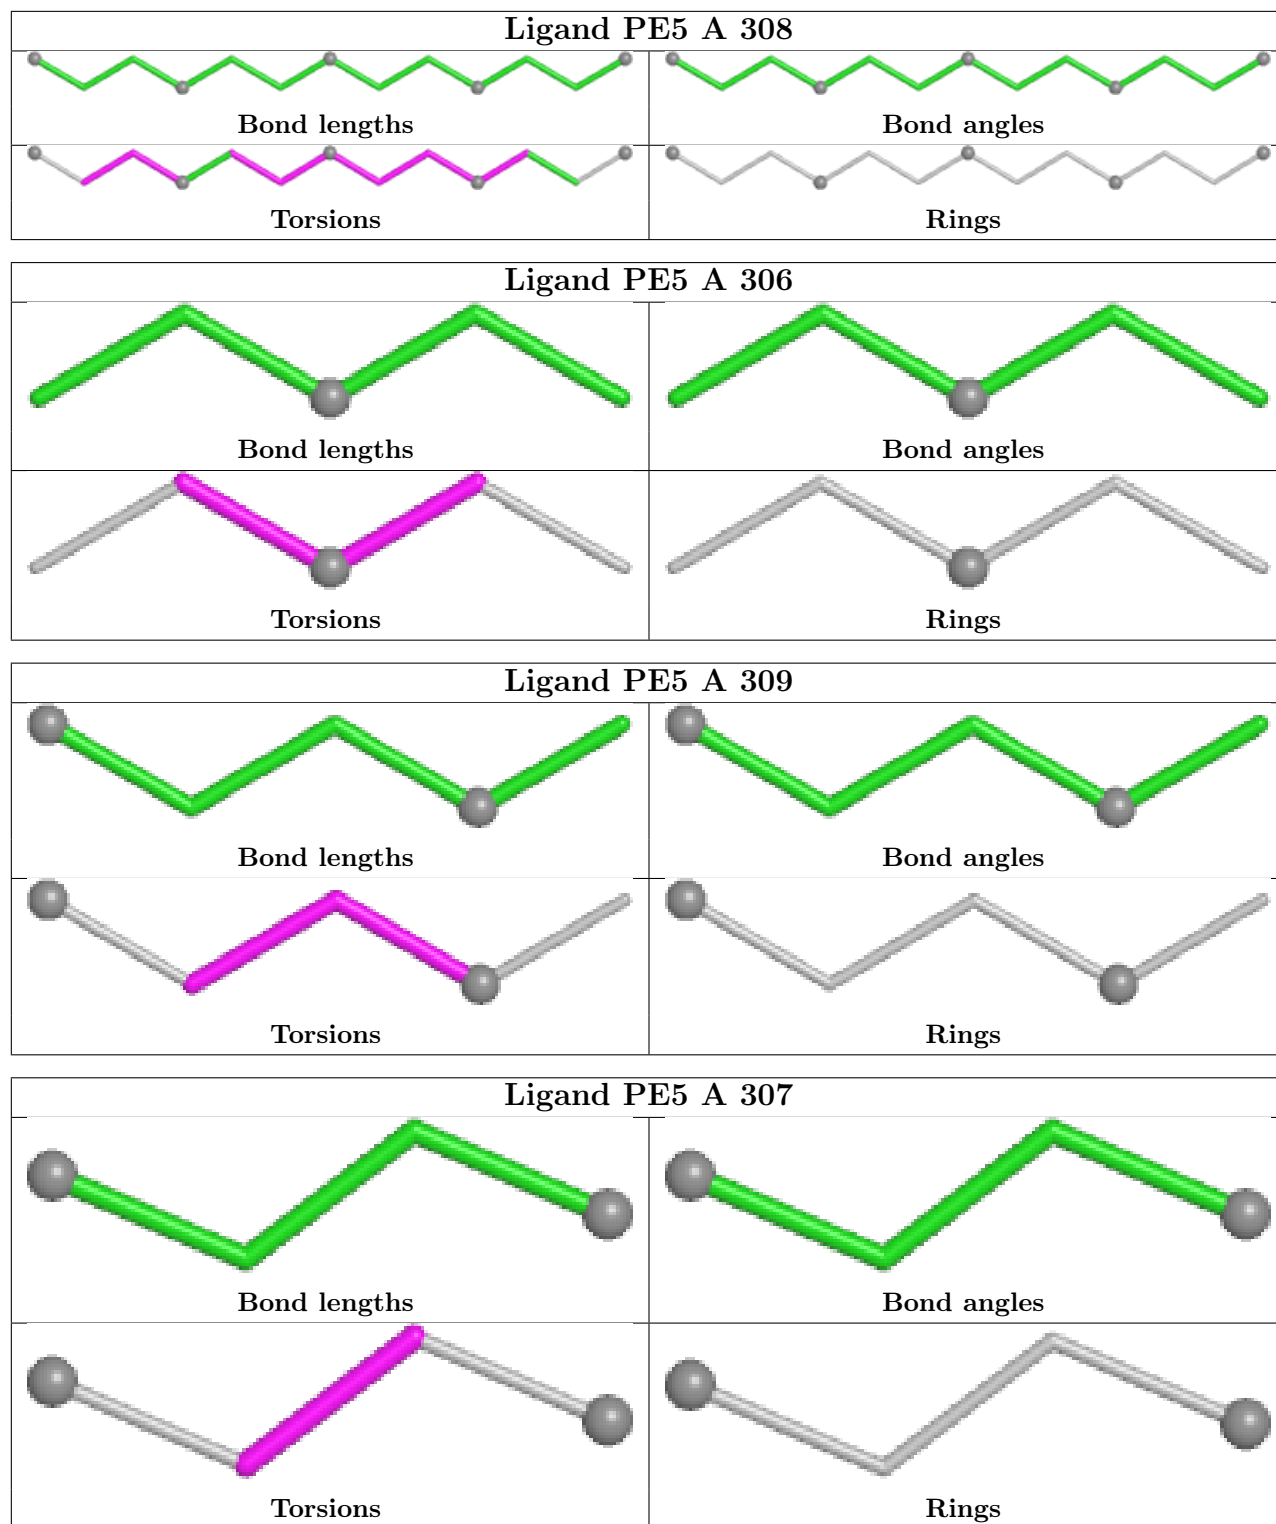 Ligand PE5 A 308
Bond lengths
Bond angles
Torsions
Rings
Ligand PE5 A 306
Bond lengths
Bond angles
Torsions
Rings
Ligand PE5 A 309
Bond lengths
Bond angles
Torsions
Rings
Ligand PE5 A 307
Bond lengths
Bond angles
Torsions
Rings